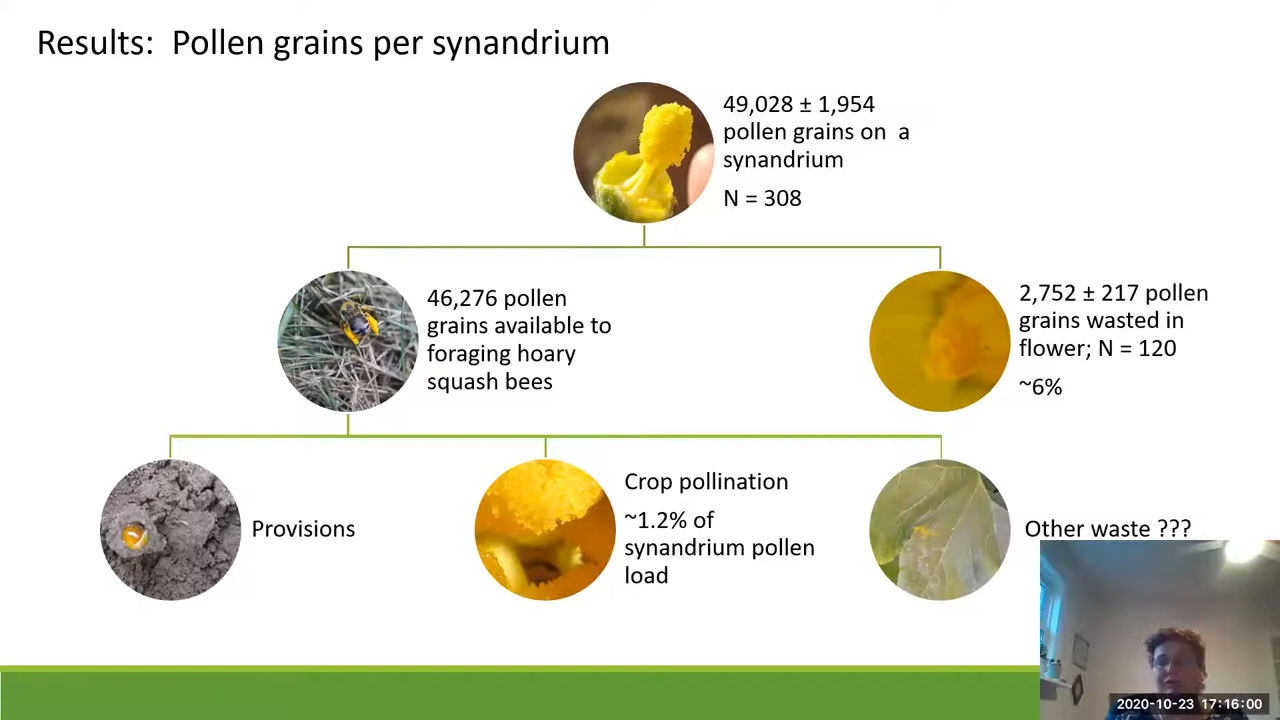 Results: Pollen grains per synandrium
49,028 ± 1,954
pollen grains on a
synandrium
N = 308
46,276 pollen
grains available to
foraging hoary
squash bees
2,752 ± 217 pollen
grains wasted in
flower; N = 120
~6%
Provisions
Crop pollination
~1.2% of
synandrium pollen
load
Other waste ???
2020-10-23 17:16:00